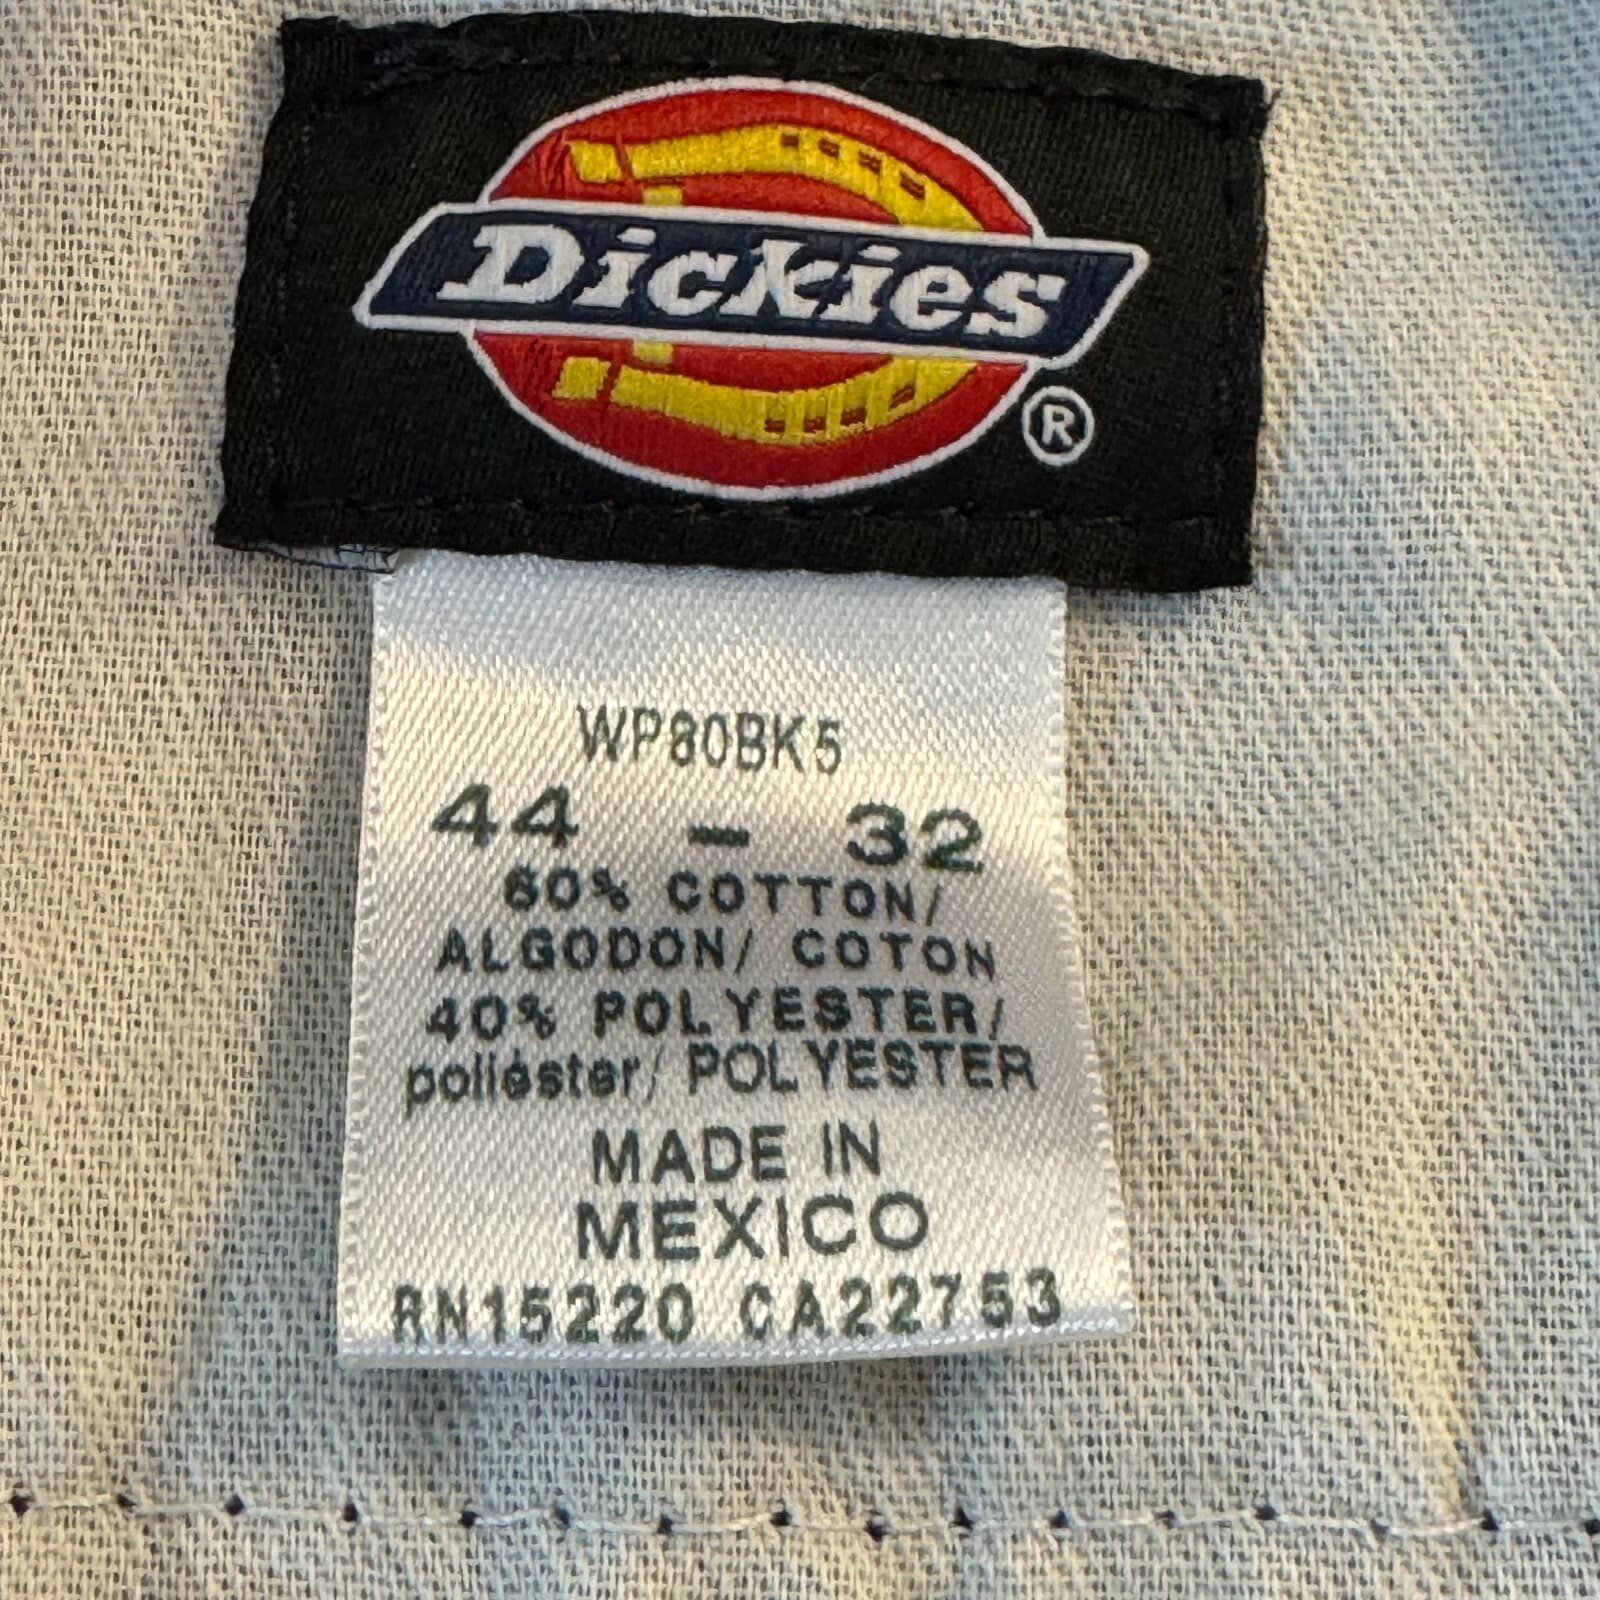 Dickies
®
WP80BK5
44 - 32
60% COTTON/
ALGODON/ COTON
40% POLYESTER/
poliéster/ POLYESTER
MADE IN
MEXICO
RN15220 CA22753